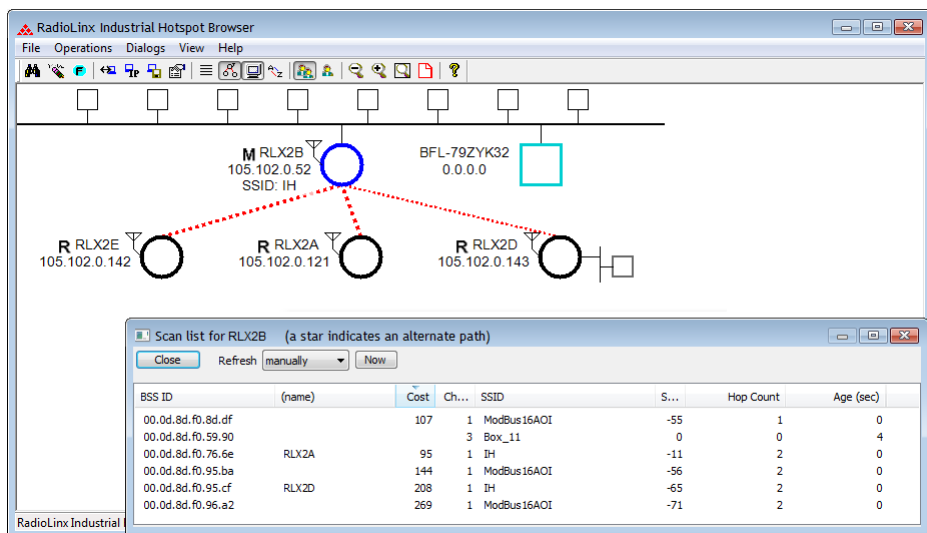 RadioLinx Industrial Hotspot Browser
File Operations Dialogs View Help
IP
M RLX2B
105.102.0.52
SSID: IH
BFL-79ZYK32
0.0.0.0
R RLX2E
105.102.0.142
R RLX2A
105.102.0.121
R RLX2D
105.102.0.143
Scan list for RLX2B (a star indicates an alternate path)
Close Refresh manually Now
BSS ID (name) Cost Ch... SSID S... Hop Count Age (sec)
00.0d.8d.f0.8d.df 107 1 ModBus16AOI -55 1 0
00.0d.8d.f0.59.90 3 Box_11 0 0 4
00.0d.8d.f0.76.6e RLX2A 95 1 IH -11 2 0
00.0d.8d.f0.95.ba 144 1 ModBus16AOI -56 2 0
00.0d.8d.f0.95.cf RLX2D 208 1 IH -65 2 0
00.0d.8d.f0.96.a2 269 1 ModBus16AOI -71 2 0
RadioLinx Industrial